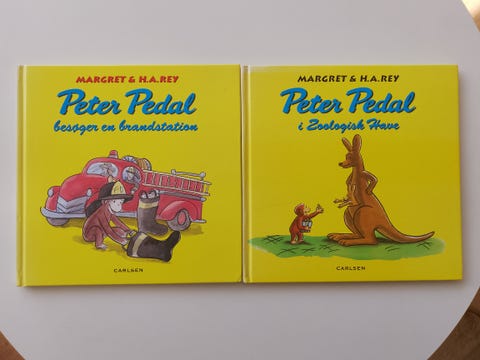 MARGRET & H.A.REY
Peter Pedal
besøger en brandstation
CARLSEN
MARGRET & H.A.REY
Peter Pedal
i Zoologisk Have
CARLSEN